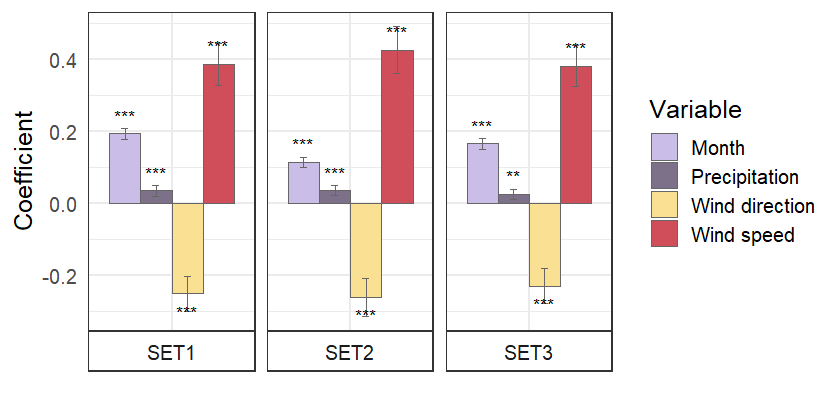 Coefficient
0.4
0.2
0.0
-0.2
*** *** *** ***
*** *** *** ***
*** ** *** ***
SET1
SET2
SET3
Variable
Month
Precipitation
Wind direction
Wind speed